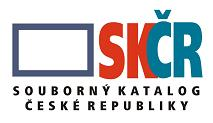 SKČR
SOUBORNÝ KATALOG
ČESKÉ REPUBLIKY